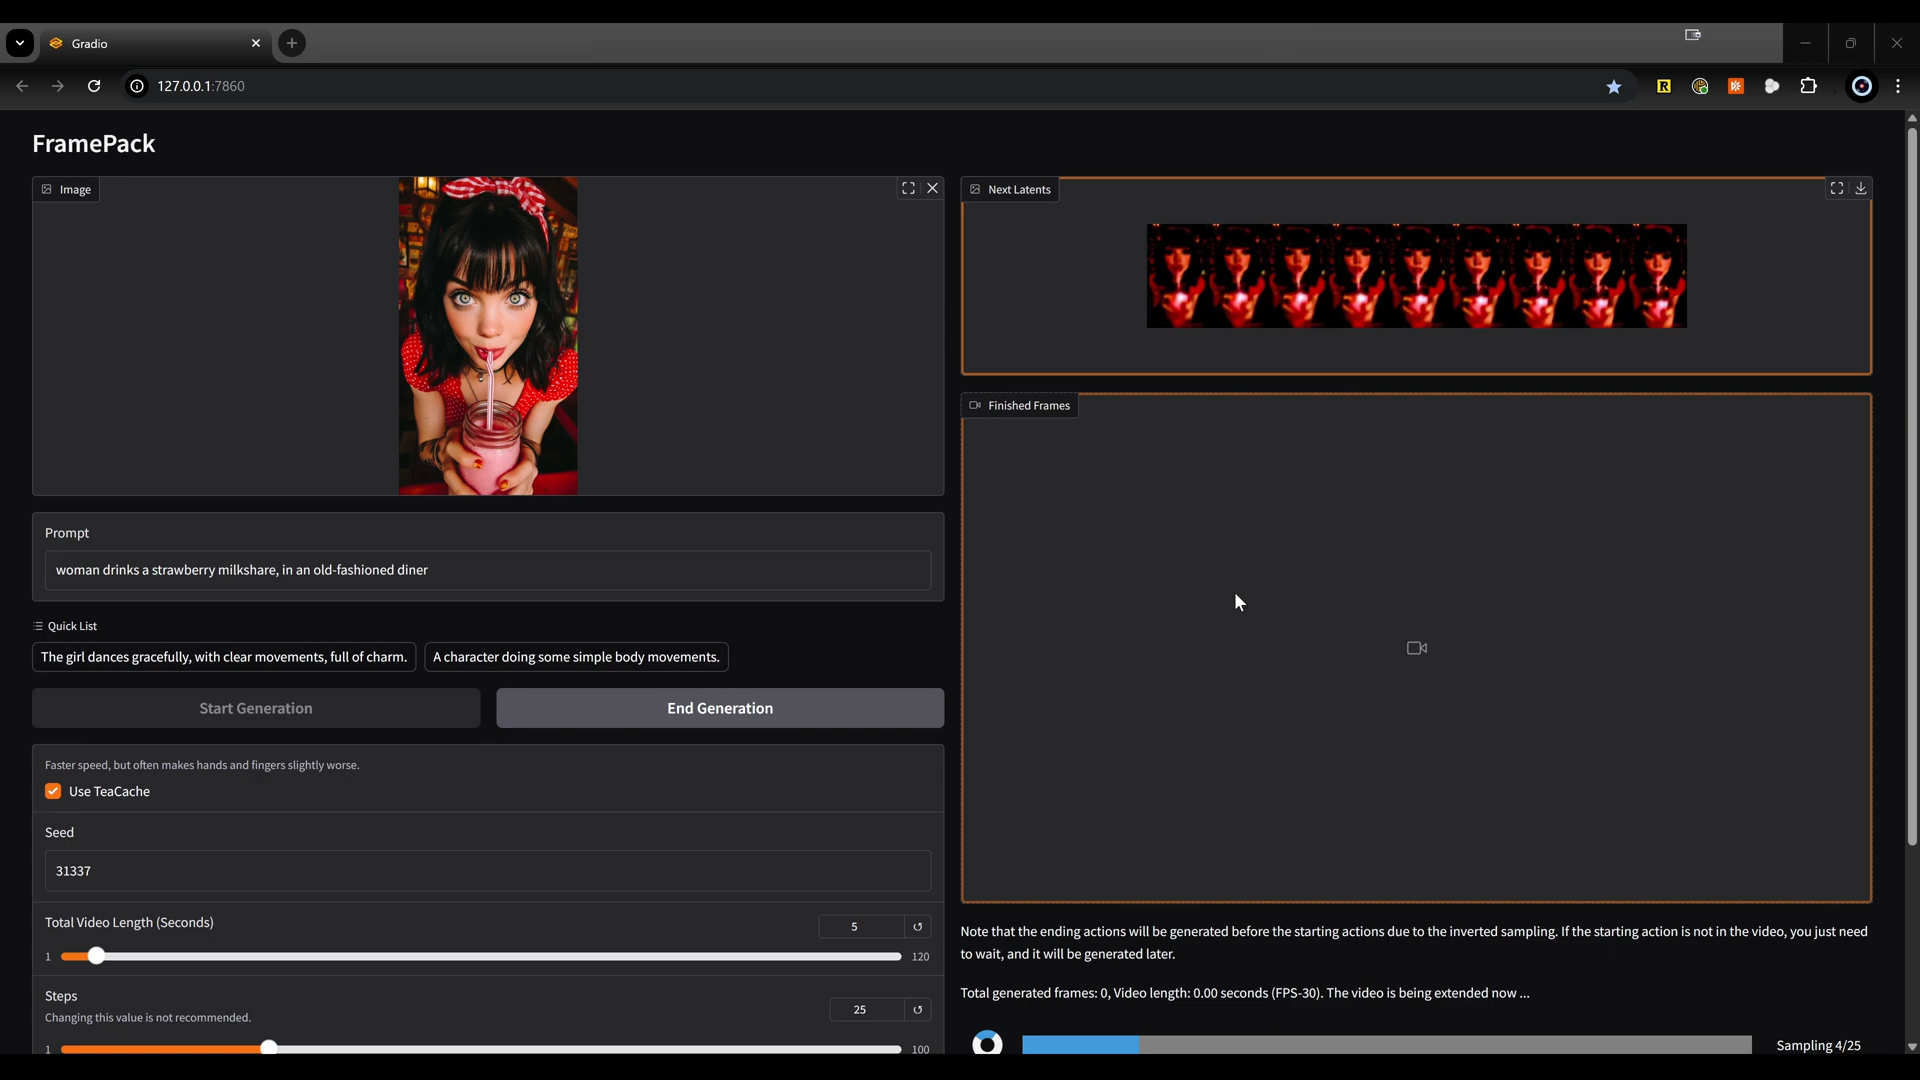 Gradio
127.0.0.1:7860
FramePack
Image
Prompt
woman drinks a strawberry milkshare, in an old-fashioned diner
Quick List
The girl dances gracefully, with clear movements, full of charm.
A character doing some simple body movements.
Start Generation
End Generation
Faster speed, but often makes hands and fingers slightly worse.
Use TeaCache
Seed
31337
Total Video Length (Seconds)
5
1
120
Steps
Changing this value is not recommended.
25
1
100
Next Latents
Finished Frames
Note that the ending actions will be generated before the starting actions due to the inverted sampling. If the starting action is not in the video, you just need
to wait, and it will be generated later.
Total generated frames: 0, Video length: 0.00 seconds (FPS-30). The video is being extended now ...
Sampling 4/25